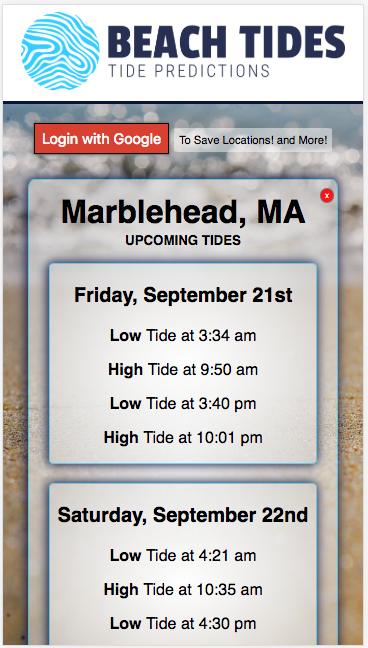 BEACH TIDES
TIDE PREDICTIONS
Login with Google
To Save Locations! and More!
x
Marblehead, MA
UPCOMING TIDES
Friday, September 21st
Low Tide at 3:34 am
High Tide at 9:50 am
Low Tide at 3:40 pm
High Tide at 10:01 pm
Saturday, September 22nd
Low Tide at 4:21 am
High Tide at 10:35 am
Low Tide at 4:30 pm